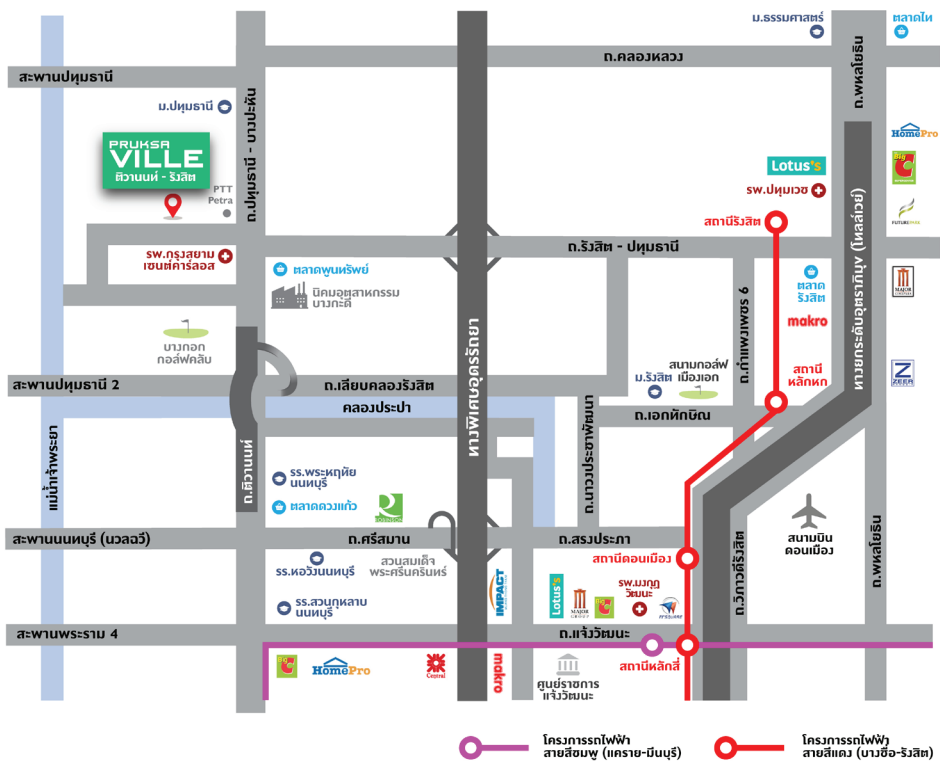 ม.ธรรมศาสตร์
ตลาดไท
ถ.คลองหลวง
ถ.พหลโยธิน
สะพานปทุมธานี
ม.ปทุมธานี
ถ.ปทุมธานี - บางปะหัน
HomePro
Big C
PRUKSA
VILLE
ติวานนท์ - รังสิต
PTT
Petra
Lotus's
รพ.ปทุมเวช
สถานีรังสิต
FUTURE PARK
รพ.กรุงสยาม
เซนต์คาร์ลอส
ถ.รังสิต - ปทุมธานี
ตลาดพูนทรัพย์
นิคมอุตสาหกรรม
บางกะดี
ถ.กำแพงเพชร 6
ตลาด
รังสิต
makro
MAJOR
ทางยกระดับอุตราภิมุข (โทลล์เวย์)
บางกอก
กอล์ฟคลับ
ทางพิเศษอุดรรัถยา
สนามกอล์ฟ
เมืองเอก
ม.รังสิต
สถานี
หลักหก
ZEER
สะพานปทุมธานี 2
ถ.เลียบคลองรังสิต
คลองประปา
ถ.เอกทักษิณ
แม่น้ำเจ้าพระยา
ถ.ติวานนท์
ถ.นาวงประชาพัฒนา
รร.พระหฤทัย
นนทบุรี
ตลาดดวงแก้ว
ROBINSON
สนามบิน
ดอนเมือง
สะพานนนทบุรี (นวลฉวี)
ถ.ศรีสมาน
ถ.สรงประภา
สวนสมเด็จ
พระศรีนครินทร์
สถานีดอนเมือง
ถ.วิภาวดีรังสิต
ถ.พหลโยธิน
รร.หอวังนนทบุรี
รร.สวนกุหลาบ
นนทบุรี
IMPACT
Lotus's
MAJOR
Big C
รพ.มงกุฎ
วัฒนะ
IT SQUARE
สะพานพระราม 4
ถ.แจ้งวัฒนะ
สถานีหลักสี่
Big C
HomePro
Central
makro
ศูนย์ราชการ
แจ้งวัฒนะ
โครงการรถไฟฟ้า
สายสีชมพู (แคราย-มีนบุรี)
โครงการรถไฟฟ้า
สายสีแดง (บางซื่อ-รังสิต)